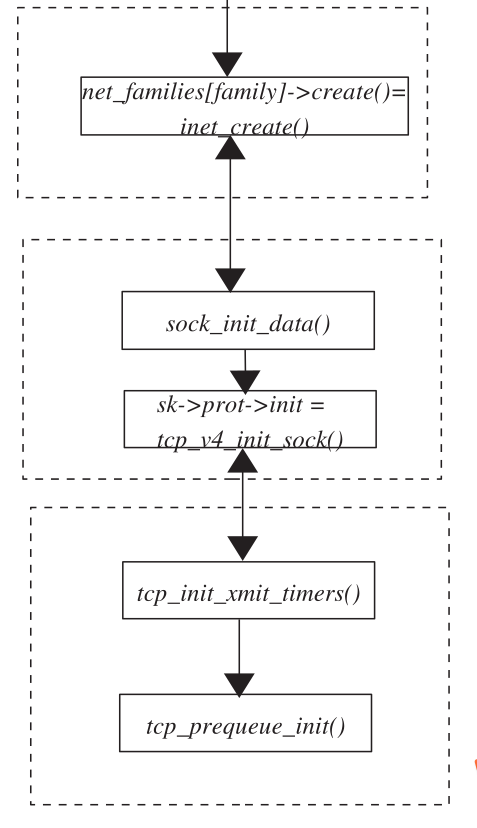 net_families[family]->create()=
inet_create()
sock_init_data()
sk->prot->init =
tcp_v4_init_sock()
tcp_init_xmit_timers()
tcp_prequeue_init()